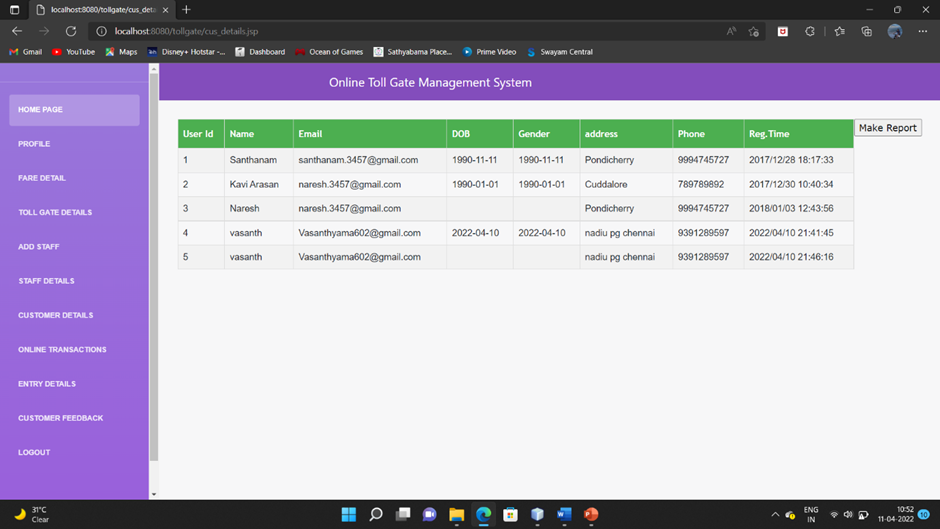 localhost:8080/tollgate/cus_deta
localhost:8080/tollgate/cus_details.jsp
Gmail YouTube Maps Disney+ Hotstar -... Dashboard Ocean of Games Sathyabama Place... Prime Video Swayam Central
Online Toll Gate Management System
HOME PAGE
PROFILE
FARE DETAIL
TOLL GATE DETAILS
ADD STAFF
STAFF DETAILS
CUSTOMER DETAILS
ONLINE TRANSACTIONS
ENTRY DETAILS
CUSTOMER FEEDBACK
LOGOUT
User Id Name Email DOB Gender address Phone Reg.Time
1 Santhanam santhanam.3457@gmail.com 1990-11-11 1990-11-11 Pondicherry 9994745727 2017/12/28 18:17:33
2 Kavi Arasan naresh.3457@gmail.com 1990-01-01 1990-01-01 Cuddalore 789789892 2017/12/30 10:40:34
3 Naresh naresh.3457@gmail.com Pondicherry 9994745727 2018/01/03 12:43:56
4 vasanth Vasanthyama602@gmail.com 2022-04-10 2022-04-10 nadiu pg chennai 9391289597 2022/04/10 21:41:45
5 vasanth Vasanthyama602@gmail.com nadiu pg chennai 9391289597 2022/04/10 21:46:16
Make Report
31°C
Clear
ENG
IN
10:52
11-04-2022
10